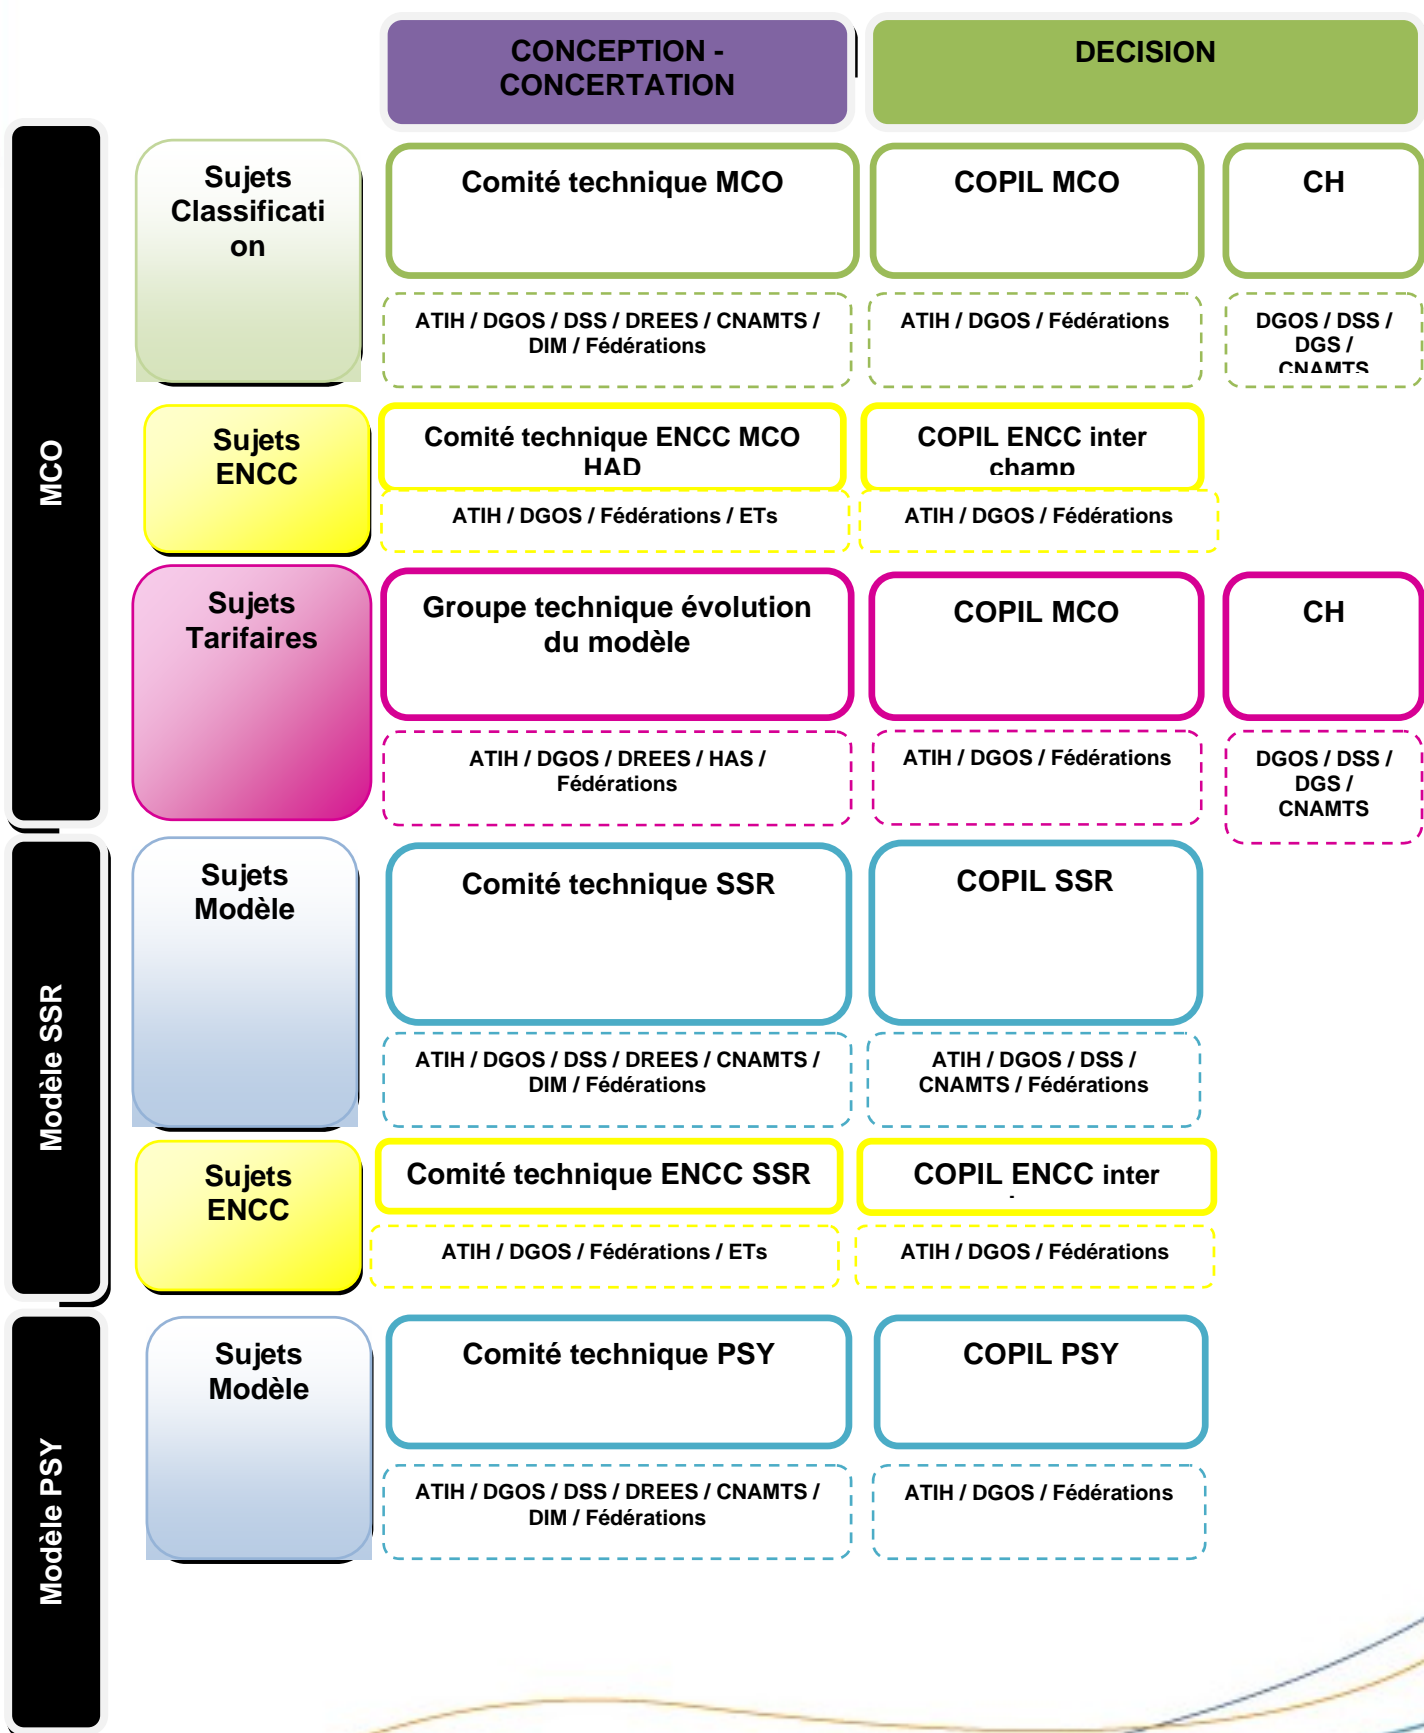 CONCEPTION -
CONCERTATION
DECISION
MCO
Sujets
Classificati
on
Comité technique MCO
COPIL MCO
CH
ATIH / DGOS / DSS / DREES / CNAMTS /
DIM / Fédérations
ATIH / DGOS / Fédérations
DGOS / DSS /
DGS /
CNAMTS
Sujets
ENCC
Comité technique ENCC MCO
HAD
COPIL ENCC inter
champ
ATIH / DGOS / Fédérations / ETs
ATIH / DGOS / Fédérations
Sujets
Tarifaires
Groupe technique évolution
du modèle
COPIL MCO
CH
ATIH / DGOS / DREES / HAS /
Fédérations
ATIH / DGOS / Fédérations
DGOS / DSS /
DGS /
CNAMTS
Modèle SSR
Sujets
Modèle
Comité technique SSR
COPIL SSR
ATIH / DGOS / DSS / DREES / CNAMTS /
DIM / Fédérations
ATIH / DGOS / DSS /
CNAMTS / Fédérations
Sujets
ENCC
Comité technique ENCC SSR
COPIL ENCC inter
ATIH / DGOS / Fédérations / ETs
ATIH / DGOS / Fédérations
Modèle PSY
Sujets
Modèle
Comité technique PSY
COPIL PSY
ATIH / DGOS / DSS / DREES / CNAMTS /
DIM / Fédérations
ATIH / DGOS / Fédérations